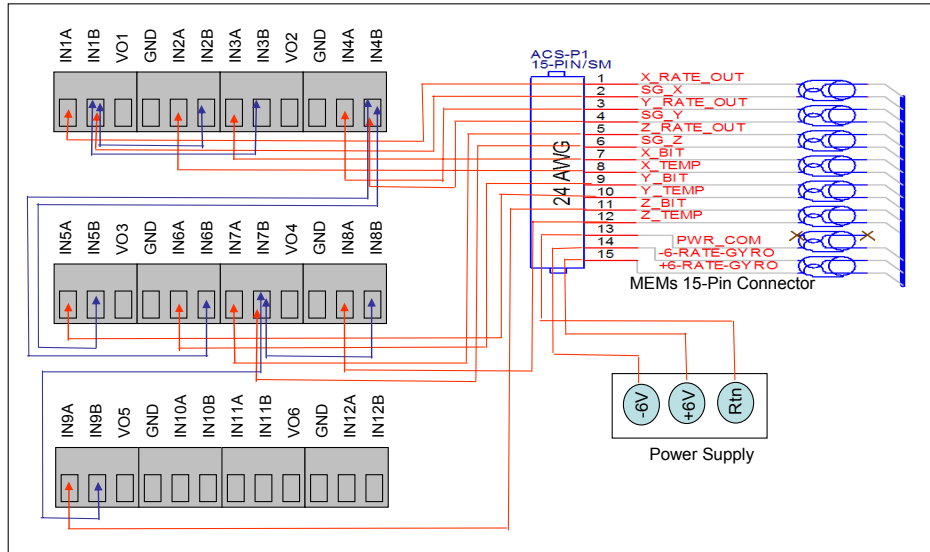 IN1A IN1B VO1 GND IN2A IN2B IN3A IN3B VO2 GND IN4A IN4B
ACS-P1
15-PIN/SM
24 AWG
1 X_RATE_OUT
2 SG_X
3 Y_RATE_OUT
4 SG_Y
5 Z_RATE_OUT
6 SG_Z
7 X_BIT
8 X_TEMP
9 Y_BIT
10 Y_TEMP
11 Z_BIT
12 Z_TEMP
13 PWR_COM
14 -6-RATE-GYRO
15 +6-RATE-GYRO
MEMs 15-Pin Connector
IN5A IN5B VO3 GND IN6A IN6B IN7A IN7B VO4 GND IN8A IN8B
-6V +6V Rtn
Power Supply
IN9A IN9B VO5 GND IN10A IN10B IN11A IN11B VO6 GND IN12A IN12B